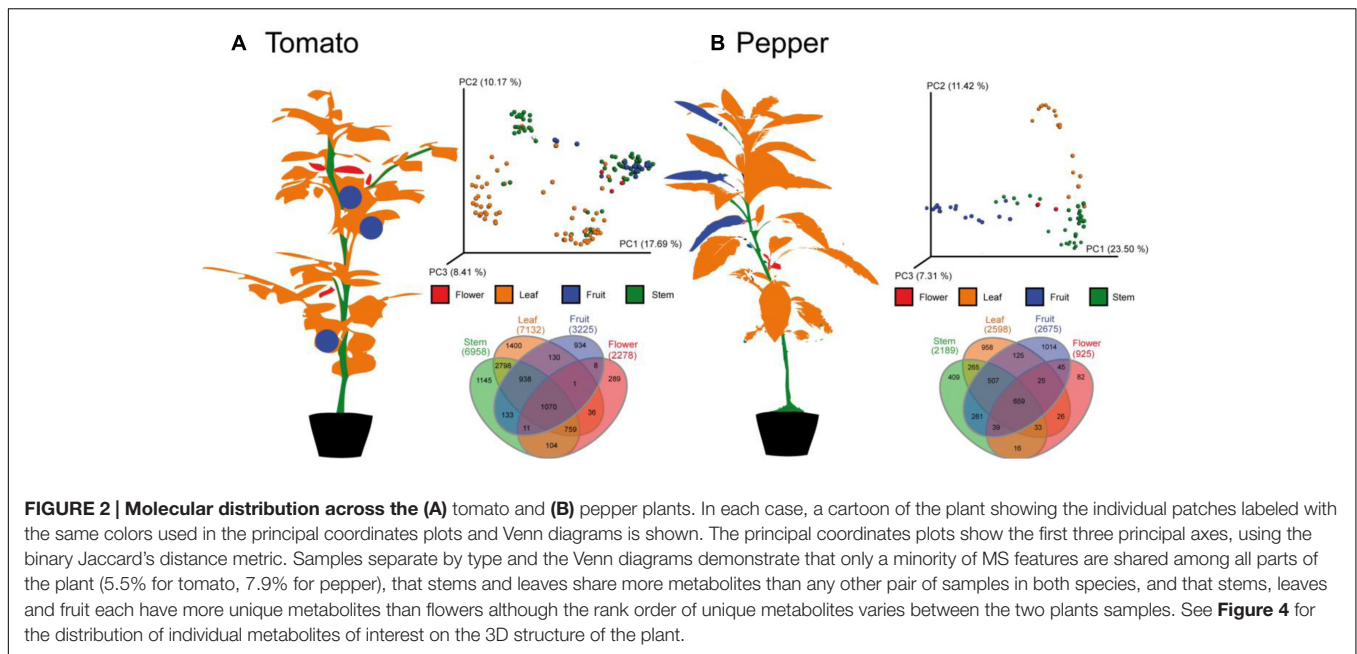 A Tomato
PC2 (10.17 %)
PC1 (17.69 %)
PC3 (8.41 %)
Flower Leaf Fruit Stem
Leaf
(7132)
Fruit
(3225)
Stem
(6958)
Flower
(2278)
1400
934
2798
130
8
1145
938
1
289
1070
133
36
11
759
104
B Pepper
PC2 (11.42 %)
PC1 (23.50 %)
PC3 (7.31 %)
Flower Leaf Fruit Stem
Leaf
(2598)
Fruit
(2675)
Stem
(2189)
Flower
(925)
958
1014
265
125
45
409
507
25
82
659
261
26
39
33
16
FIGURE 2 | Molecular distribution across the (A) tomato and (B) pepper plants. In each case, a cartoon of the plant showing the individual patches labeled with
the same colors used in the principal coordinates plots and Venn diagrams is shown. The principal coordinates plots show the first three principal axes, using the
binary Jaccard's distance metric. Samples separate by type and the Venn diagrams demonstrate that only a minority of MS features are shared among all parts of
the plant (5.5% for tomato, 7.9% for pepper), that stems and leaves share more metabolites than any other pair of samples in both species, and that stems, leaves
and fruit each have more unique metabolites than flowers although the rank order of unique metabolites varies between the two plants samples. See Figure 4 for
the distribution of individual metabolites of interest on the 3D structure of the plant.